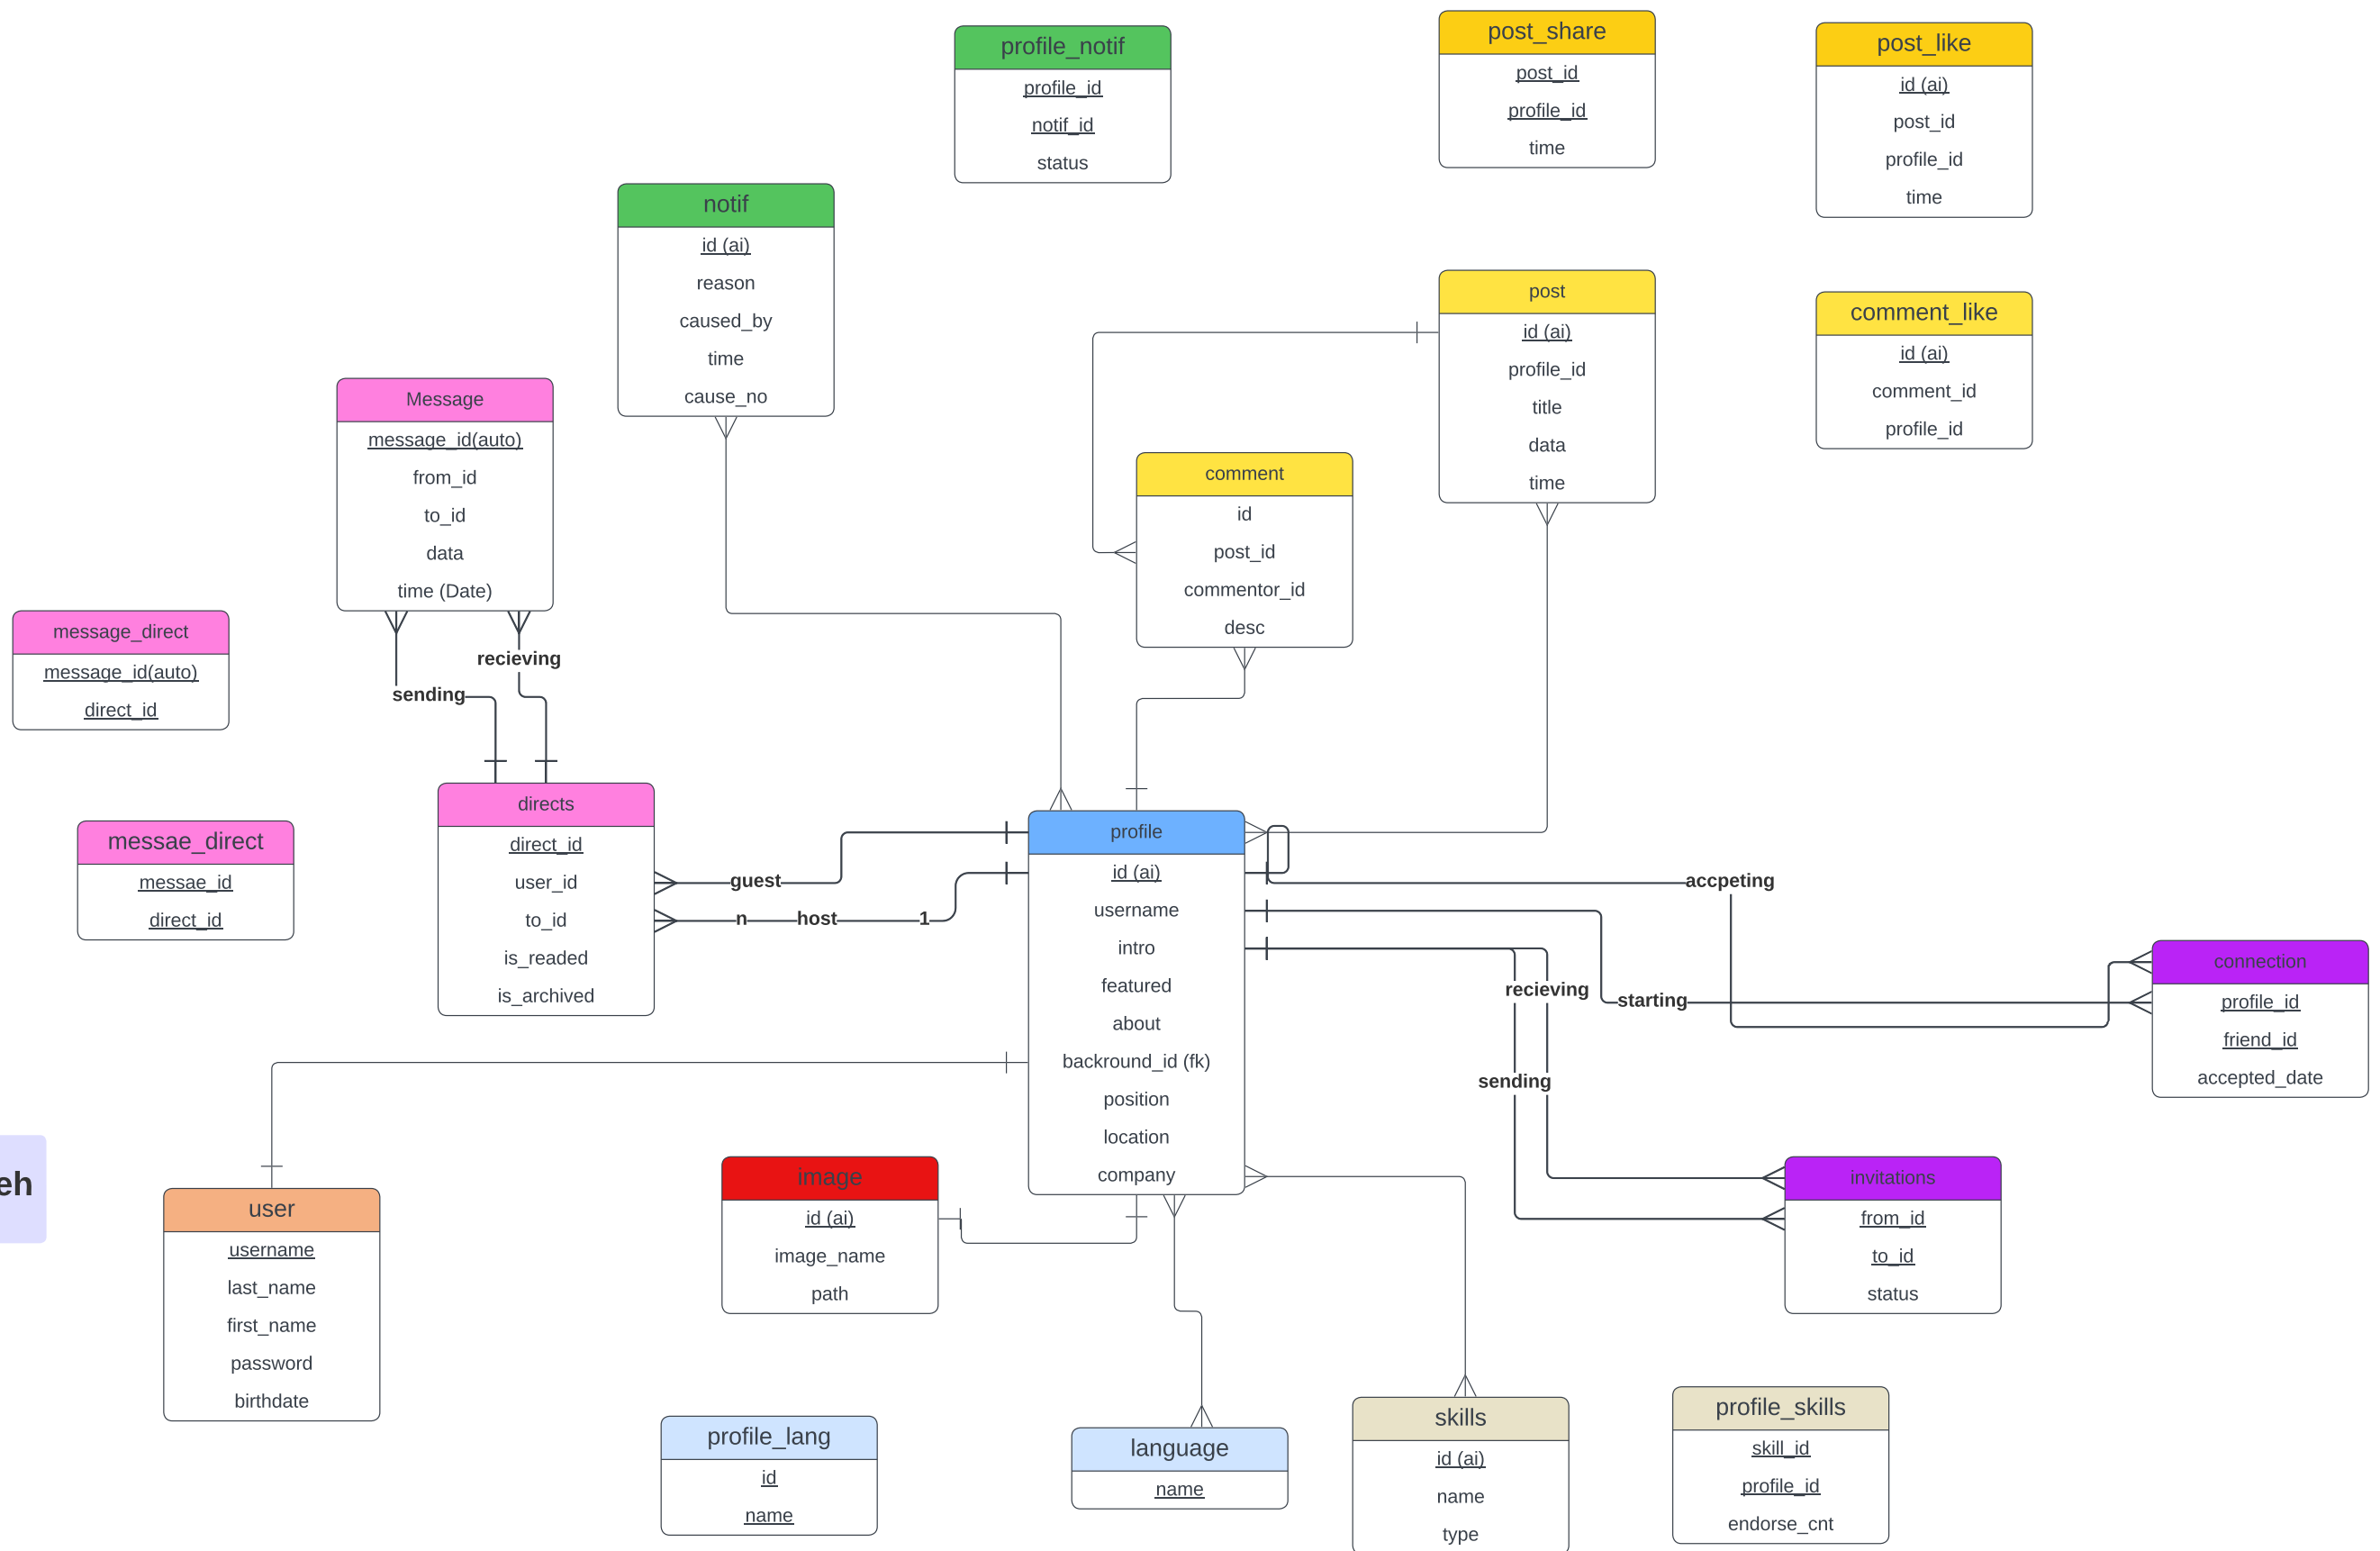 profile_notif
profile_id
notif_id
status
post_share
post_id
profile_id
time
post_like
id (ai)
post_id
profile_id
time
notif
id (ai)
reason
caused_by
time
cause_no
post
id (ai)
profile_id
title
data
time
comment_like
id (ai)
comment_id
profile_id
Message
message_id(auto)
from_id
to_id
data
time (Date)
comment
id
post_id
commentor_id
desc
message_direct
message_id(auto)
direct_id
recieving
sending
messae_direct
messae_id
direct_id
directs
direct_id
user_id
to_id
is_readed
is_archived
guest
n host 1
profile
id (ai)
username
intro
featured
about
backround_id (fk)
position
location
company
accpeting
recieving
starting
sending
connection
profile_id
friend_id
accepted_date
eh
user
username
last_name
first_name
password
birthdate
image
id (ai)
image_name
path
invitations
from_id
to_id
status
profile_lang
id
name
language
name
skills
id (ai)
name
type
profile_skills
skill_id
profile_id
endorse_cnt